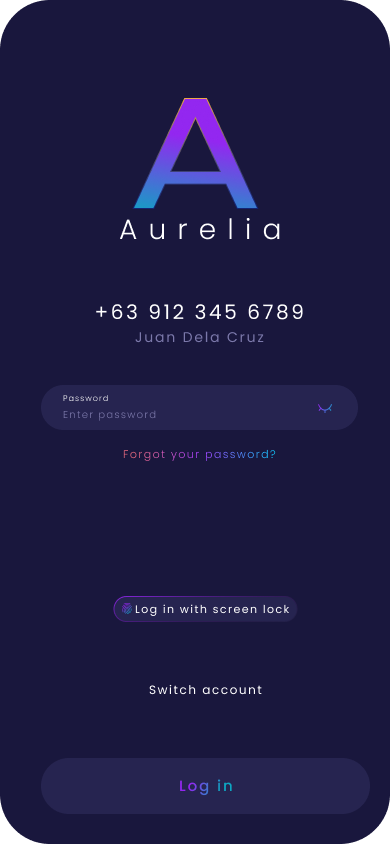 A
Aurelia
+63 912 345 6789
Juan Dela Cruz
Password
Enter password
Forgot your password?
Log in with screen lock
Switch account
Log in